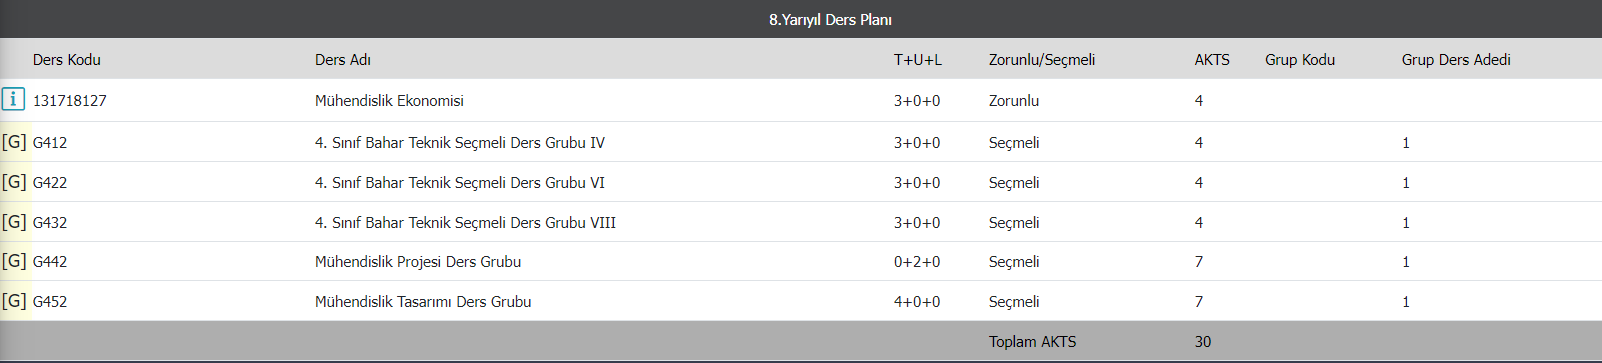 8.Yarıyıl Ders Planı
Ders Kodu Ders Adı T+U+L Zorunlu/Seçmeli AKTS Grup Kodu Grup Ders Adedi
i 131718127 Mühendislik Ekonomisi 3+0+0 Zorunlu 4
[G] G412 4. Sınıf Bahar Teknik Seçmeli Ders Grubu IV 3+0+0 Seçmeli 4 1
[G] G422 4. Sınıf Bahar Teknik Seçmeli Ders Grubu VI 3+0+0 Seçmeli 4 1
[G] G432 4. Sınıf Bahar Teknik Seçmeli Ders Grubu VIII 3+0+0 Seçmeli 4 1
[G] G442 Mühendislik Projesi Ders Grubu 0+2+0 Seçmeli 7 1
[G] G452 Mühendislik Tasarımı Ders Grubu 4+0+0 Seçmeli 7 1
Toplam AKTS 30